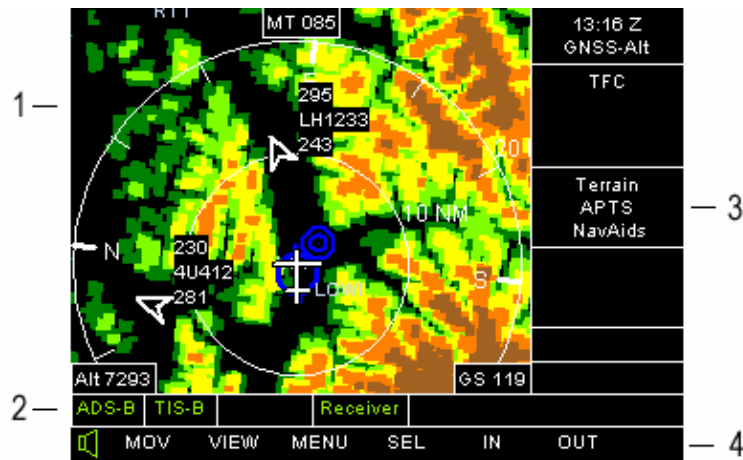 MT 085
13:16 Z
GNSS-Alt
TFC
295
LH1233
243
1
20
10 NM
Terrain
APTS
NavAids
3
N
230
4U412
281
S
LOWI
Alt 7293
GS 119
2
ADS-B TIS-B Receiver
MOV VIEW MENU SEL IN OUT
4